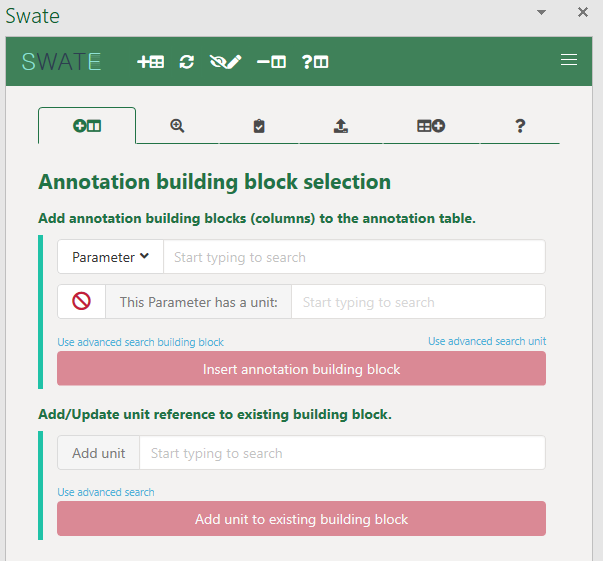 Swate
SWATE
Annotation building block selection
Add annotation building blocks (columns) to the annotation table.
Parameter Start typing to search
This Parameter has a unit: Start typing to search
Use advanced search building block Use advanced search unit
Insert annotation building block
Add/Update unit reference to existing building block.
Add unit Start typing to search
Use advanced search
Add unit to existing building block